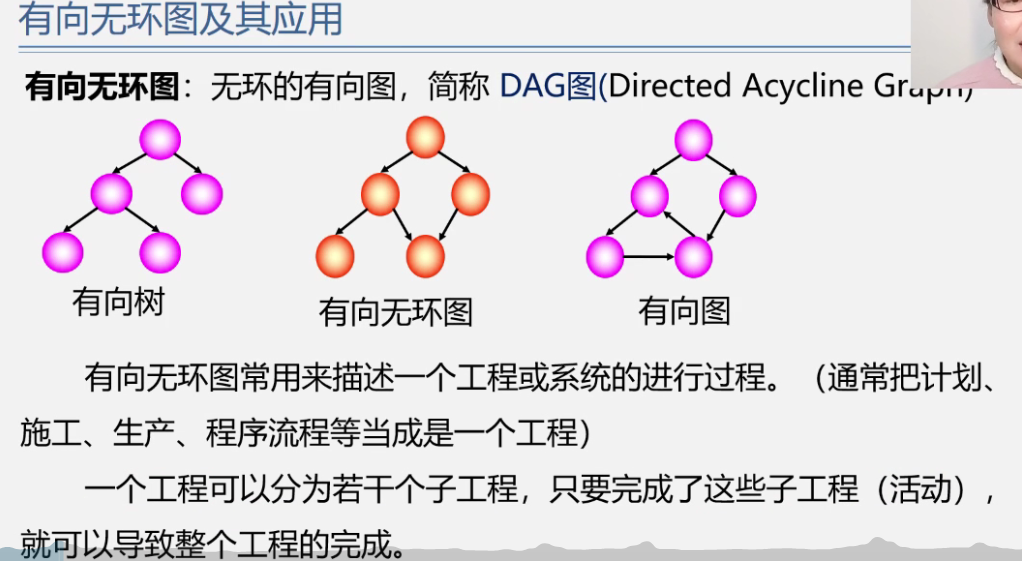 有向无环图及其应用
有向无环图：无环的有向图，简称 DAG图(Directed Acycline Graph)
有向树
有向无环图
有向图
有向无环图常用来描述一个工程或系统的进行过程。（通常把计划、
施工、生产、程序流程等当成是一个工程）
一个工程可以分为若干个子工程，只要完成了这些子工程（活动），
就可以导致整个工程的完成。